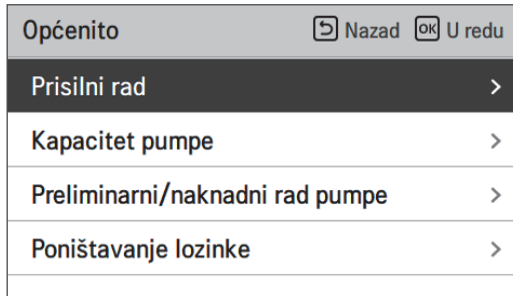 Općenito Nazad OK U redu
Prisilni rad
Kapacitet pumpe
Preliminarni/naknadni rad pumpe
Poništavanje lozinke